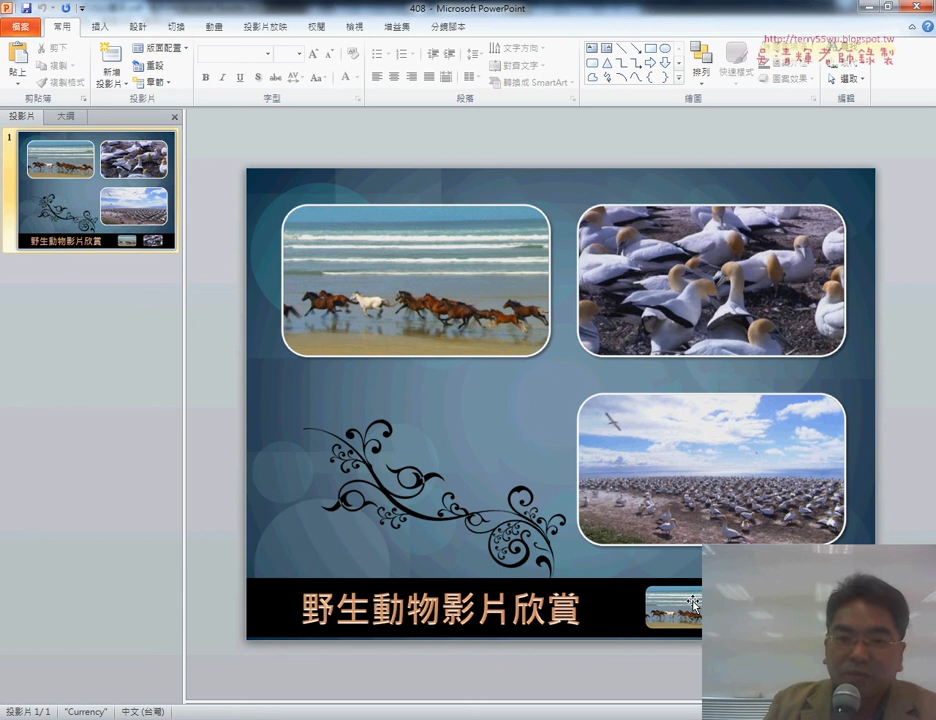 408 - Microsoft PowerPoint
檔案 常用 插入 設計 切換 動畫 投影片放映 校閱 檢視 增益集 分鏡腳本
http://terry55wu.blogspot.tw
吳清輝老師錄製
貼上 剪下 複製 複製格式
新增 投影片 版面配置 重設 章節
B I U S abc AV Aa A
文字方向 對齊文字 轉換成 SmartArt
排列 快速樣式 圖案效果 選取
剪貼簿 投影片 字型 段落 繪圖 編輯
投影片 大綱
1
野生動物影片欣賞
野生動物影片欣賞
投影片 1/1 "Currency" 中文 (台灣)